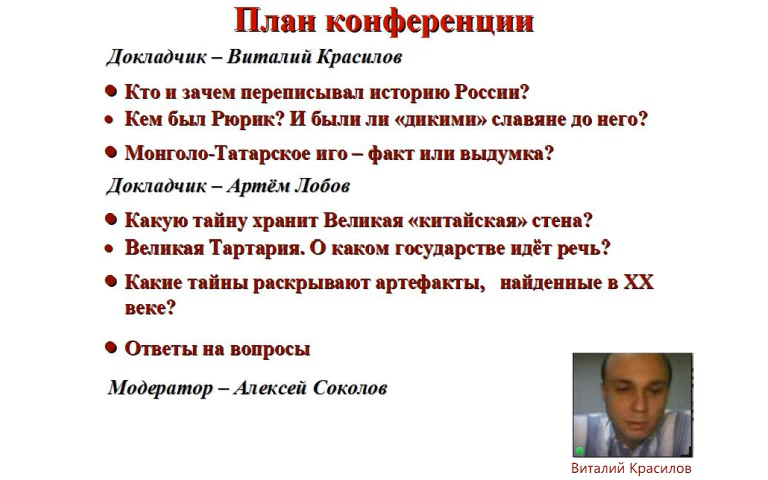 План конференции
Докладчик – Виталий Красилов
• Кто и зачем переписывал историю России?
• Кем был Рюрик? И были ли «дикими» славяне до него?
• Монголо-Татарское иго – факт или выдумка?
Докладчик – Артём Лобов
• Какую тайну хранит Великая «китайская» стена?
• Великая Тартария. О каком государстве идёт речь?
• Какие тайны раскрывают артефакты, найденные в XX
веке?
• Ответы на вопросы
Модератор – Алексей Соколов
Виталий Красилов